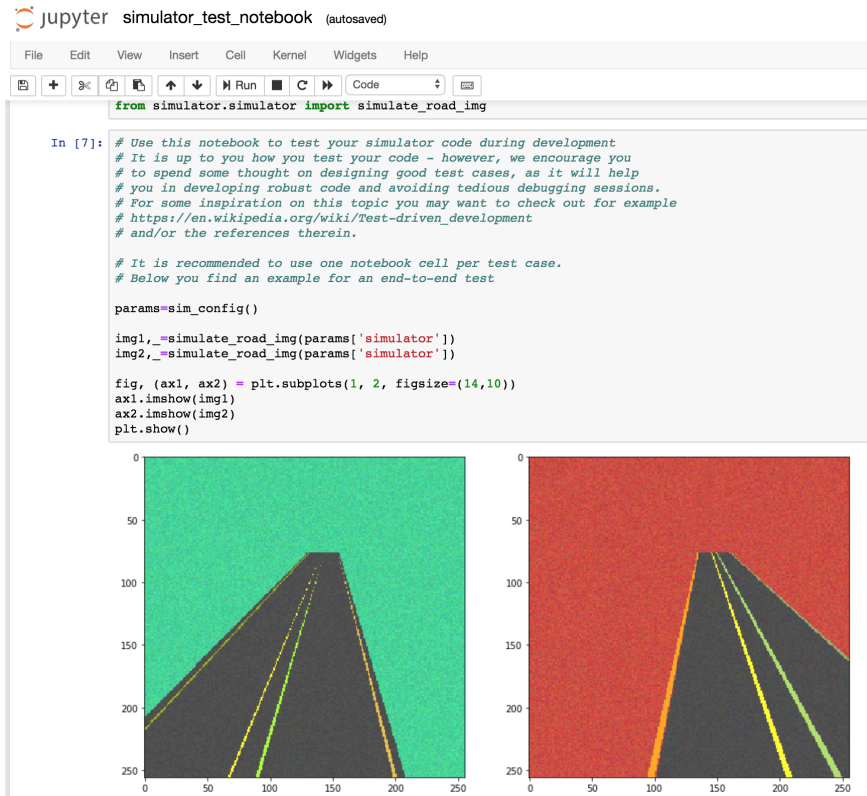 jupyter simulator_test_notebook (autosaved)
File Edit View Insert Cell Kernel Widgets Help
Run Code
from simulator.simulator import simulate_road_img
In [7]: # Use this notebook to test your simulator code during development
# It is up to you how you test your code - however, we encourage you
# to spend some thought on designing good test cases, as it will help
# you in developing robust code and avoiding tedious debugging sessions.
# For some inspiration on this topic you may want to check out for example
# https://en.wikipedia.org/wiki/Test-driven_development
# and/or the references therein.
# It is recommended to use one notebook cell per test case.
# Below you find an example for an end-to-end test
params=sim_config()
img1,_=simulate_road_img(params['simulator'])
img2,_=simulate_road_img(params['simulator'])
fig, (ax1, ax2) = plt.subplots(1, 2, figsize=(14,10))
ax1.imshow(img1)
ax2.imshow(img2)
plt.show()
0
50
100
150
200
250
0 50 100 150 200 250
0
50
100
150
200
250
0 50 100 150 200 250